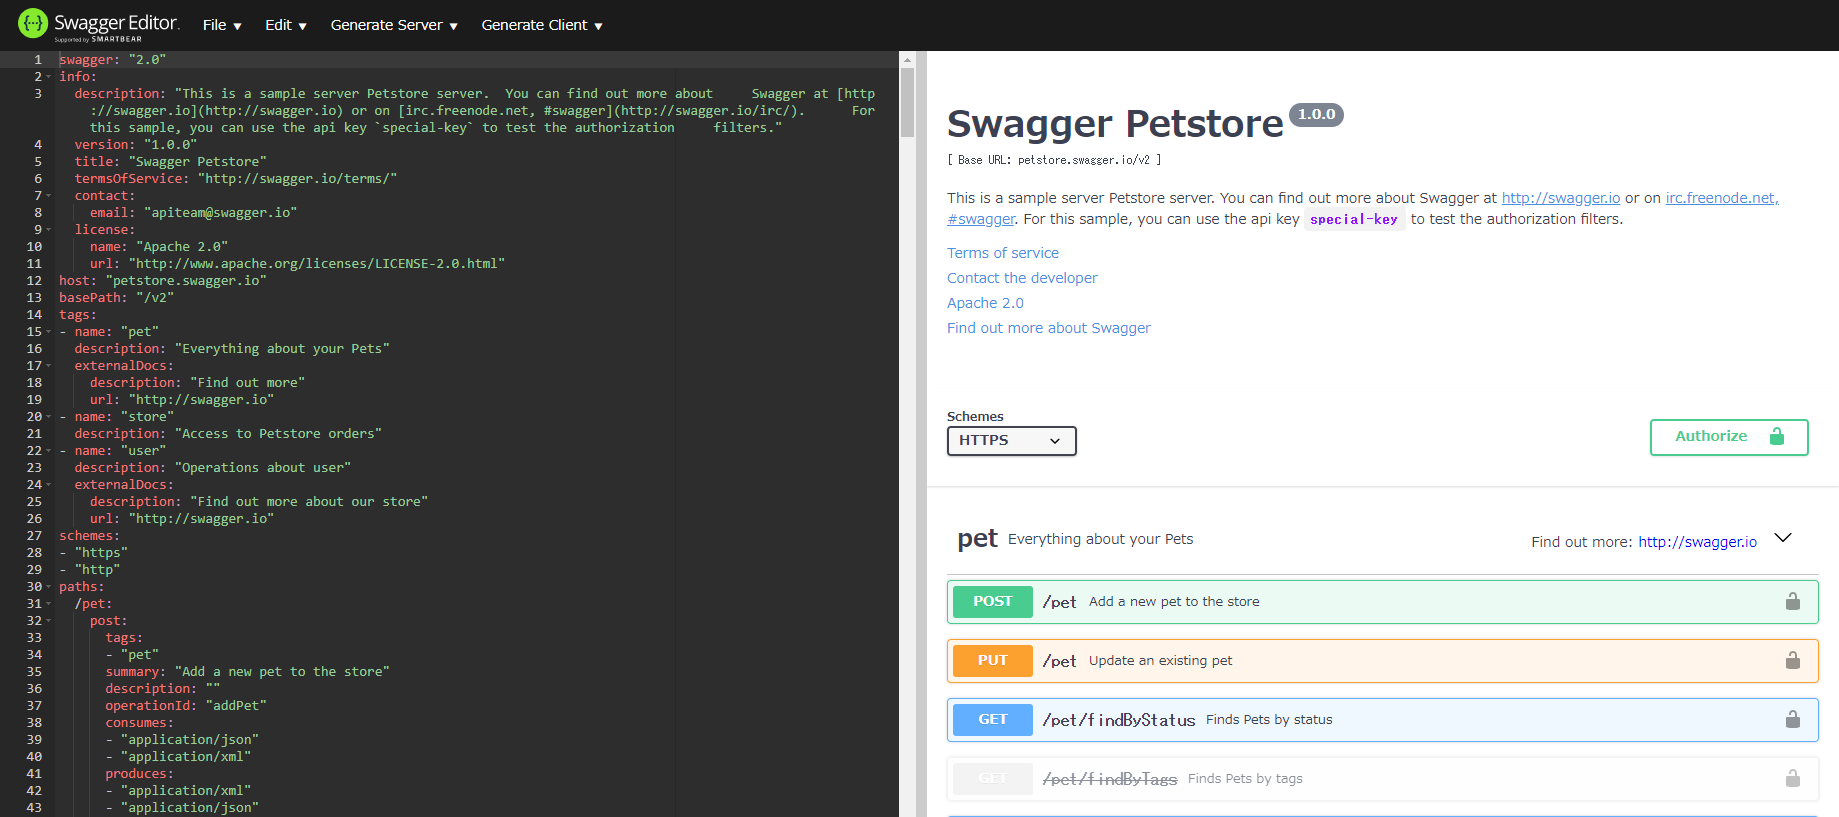 Swagger Editor.
Supported by SMARTBEAR
File ▼ Edit ▼ Generate Server ▼ Generate Client ▼
1 swagger: "2.0"
2 info:
3 description: "This is a sample server Petstore server.  You can find out more about     Swagger at [http
://swagger.io](http://swagger.io) or on [irc.freenode.net, #swagger](http://swagger.io/irc/).      For
this sample, you can use the api key `special-key` to test the authorization     filters."
4 version: "1.0.0"
5 title: "Swagger Petstore"
6 termsOfService: "http://swagger.io/terms/"
7 contact:
8 email: "apiteam@swagger.io"
9 license:
10 name: "Apache 2.0"
11 url: "http://www.apache.org/licenses/LICENSE-2.0.html"
12 host: "petstore.swagger.io"
13 basePath: "/v2"
14 tags:
15 - name: "pet"
16 description: "Everything about your Pets"
17 externalDocs:
18 description: "Find out more"
19 url: "http://swagger.io"
20 - name: "store"
21 description: "Access to Petstore orders"
22 - name: "user"
23 description: "Operations about user"
24 externalDocs:
25 description: "Find out more about our store"
26 url: "http://swagger.io"
27 schemes:
28 - "https"
29 - "http"
30 paths:
31 /pet:
32 post:
33 tags:
34 - "pet"
35 summary: "Add a new pet to the store"
36 description: ""
37 operationId: "addPet"
38 consumes:
39 - "application/json"
40 - "application/xml"
41 produces:
42 - "application/xml"
43 - "application/json"
Swagger Petstore 1.0.0
[ Base URL: petstore.swagger.io/v2 ]
This is a sample server Petstore server. You can find out more about Swagger at http://swagger.io or on irc.freenode.net,
#swagger. For this sample, you can use the api key special-key to test the authorization filters.
Terms of service
Contact the developer
Apache 2.0
Find out more about Swagger
Schemes
HTTPS
Authorize
pet Everything about your Pets Find out more: http://swagger.io
POST /pet Add a new pet to the store
PUT /pet Update an existing pet
GET /pet/findByStatus Finds Pets by status
GET /pet/findByTags Finds Pets by tags